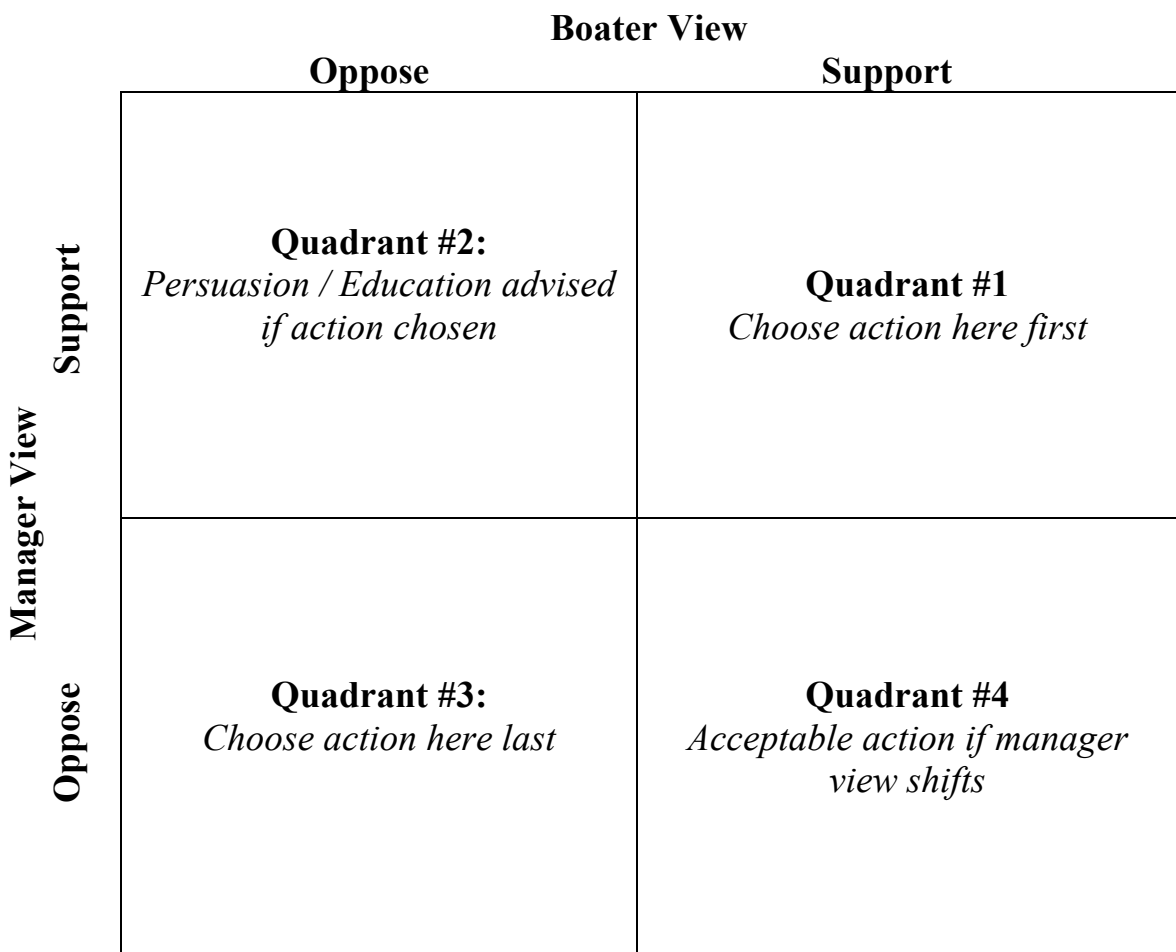 Boater View
Oppose Support
Manager View
Support
Quadrant #2:
Persuasion / Education advised
if action chosen
Quadrant #1
Choose action here first
Oppose
Quadrant #3:
Choose action here last
Quadrant #4
Acceptable action if manager
view shifts